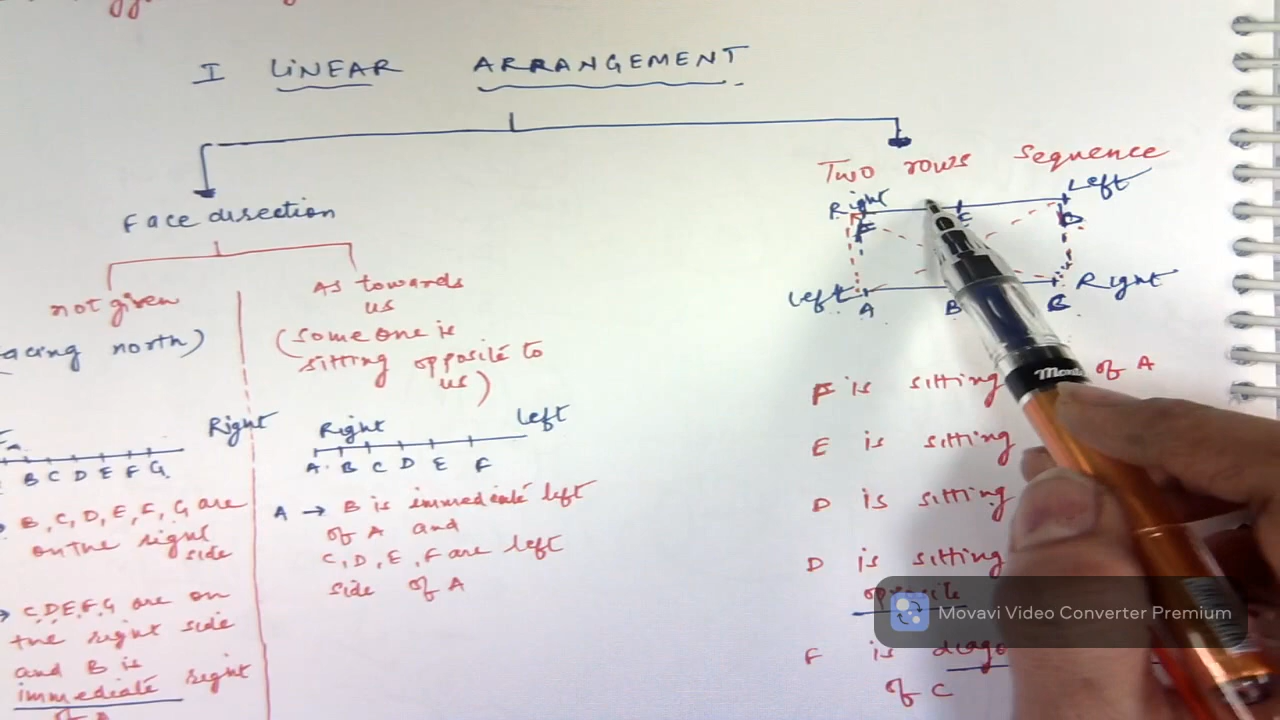 I LINEAR ARRANGEMENT
Face direction
not given
facing north)
Right
B C D E F G
B, C, D, E, F, G are
on the right
side
C, D, E, F, G are on
the right side
and B is
immediate right
As towards
us
(some one is
sitting opposite to
us)
Right Left
A B C D E F
A → B is immediate left
of A and
C, D, E, F are left
side of A
Two rows Sequence
Right Left
F E D
Left Right
A B C
F is sitting of A
E is sitting
D is sitting
D is sitting
opposite
F is diago
of C
Movavi Video Converter Premium